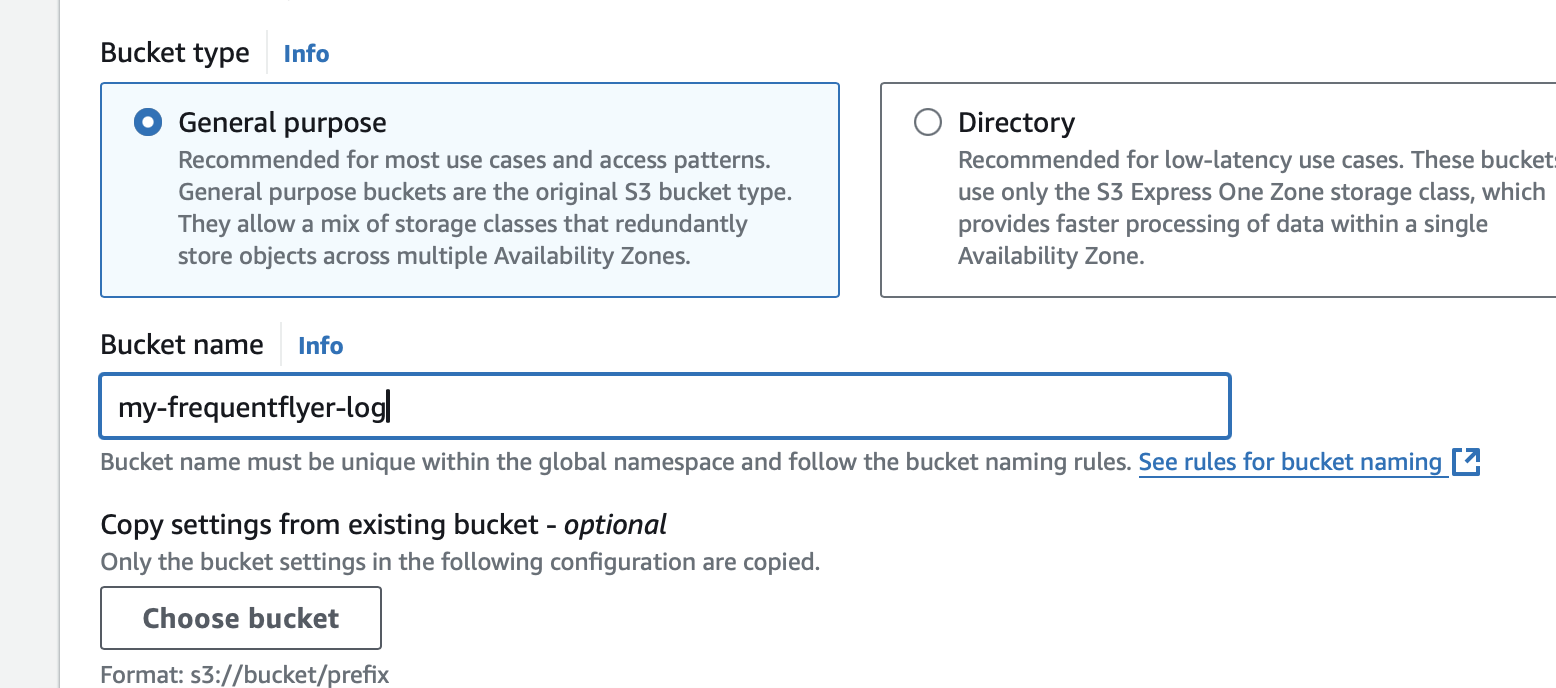 Bucket type Info
General purpose
Recommended for most use cases and access patterns.
General purpose buckets are the original S3 bucket type.
They allow a mix of storage classes that redundantly
store objects across multiple Availability Zones.
Directory
Recommended for low-latency use cases. These buckets
use only the S3 Express One Zone storage class, which
provides faster processing of data within a single
Availability Zone.
Bucket name Info
my-frequentflyer-log
Bucket name must be unique within the global namespace and follow the bucket naming rules. See rules for bucket naming
Copy settings from existing bucket - optional
Only the bucket settings in the following configuration are copied.
Choose bucket
Format: s3://bucket/prefix